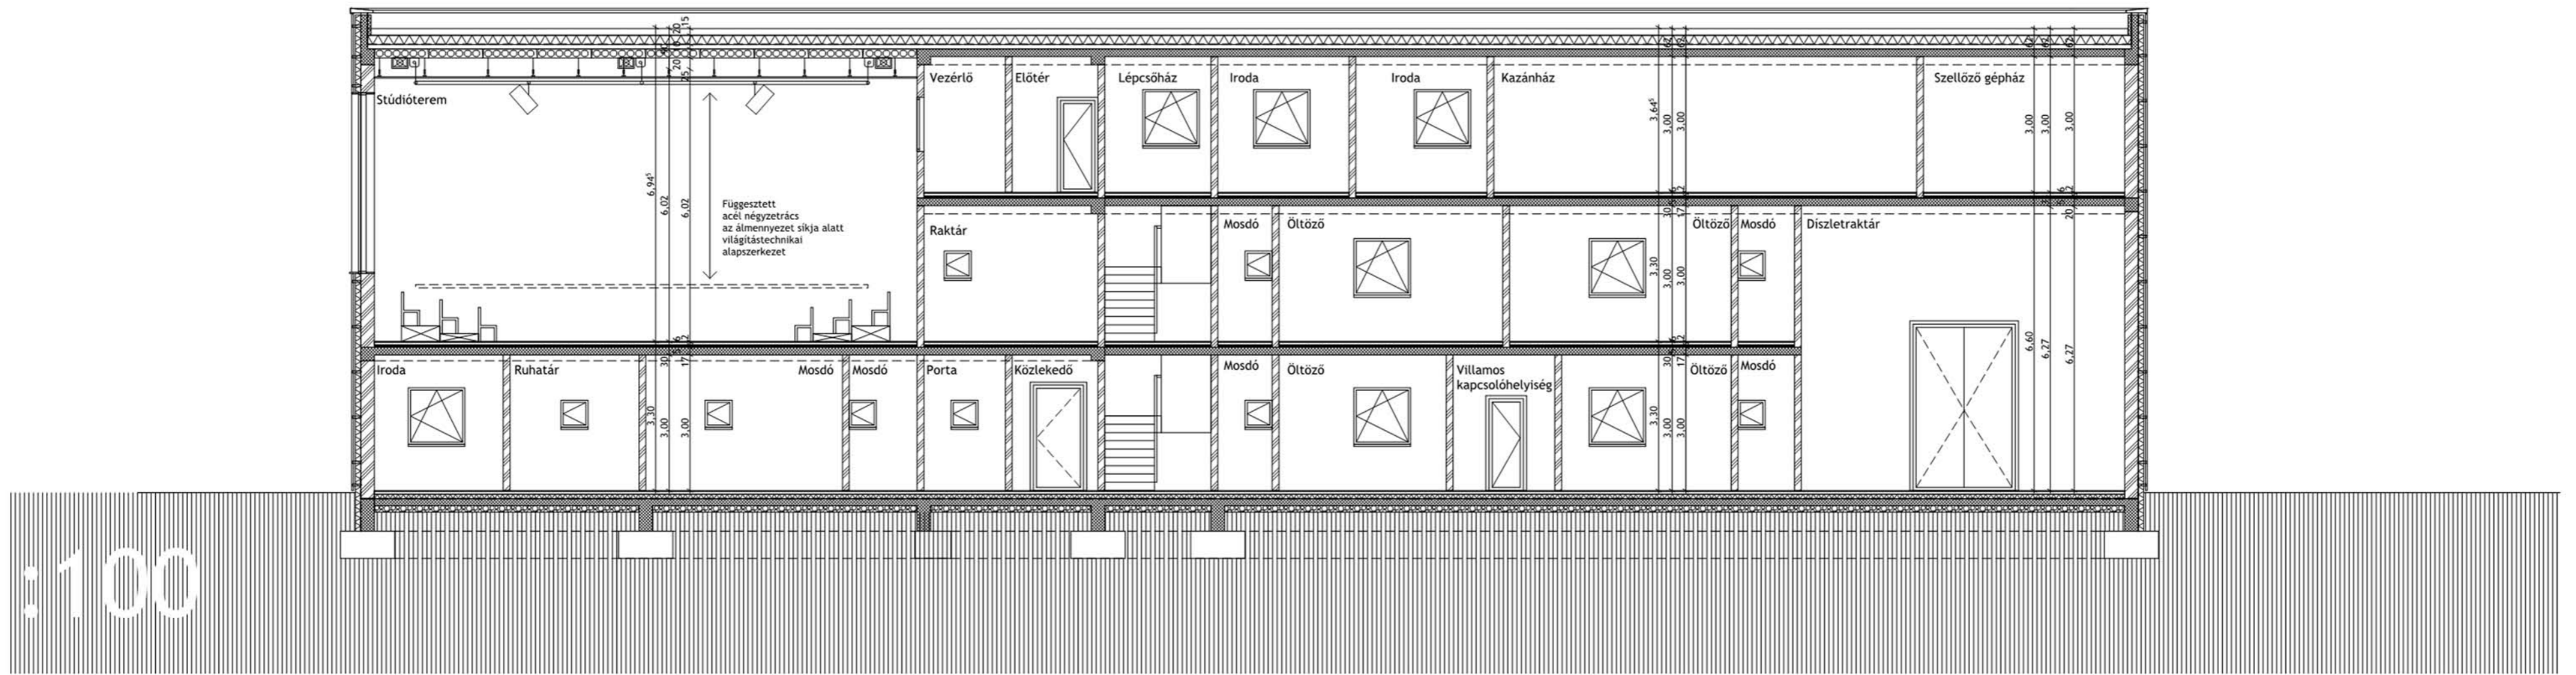 Stúdióterem
Vezérlő
Előtér
Lépcsőház
Iroda
Iroda
Kazánház
Szellőző gépház
Függesztett
acél négyzetrács
az álmennyezet síkja alatt
világítástechnikai
alapszerkezet
Raktár
Mosdó
Öltöző
Öltöző
Mosdó
Díszletraktár
Iroda
Ruhatár
Mosdó
Mosdó
Porta
Közlekedő
Mosdó
Öltöző
Villamos
kapcsolóhelyiség
Öltöző
Mosdó
6,94⁵
6,02
6,02
3,64⁵
3,00
3,00
3,00
3,00
3,00
3,30
3,00
3,00
6,60
6,27
6,27
3,30
3,00
3,00
3,30
3,00
3,00
:100